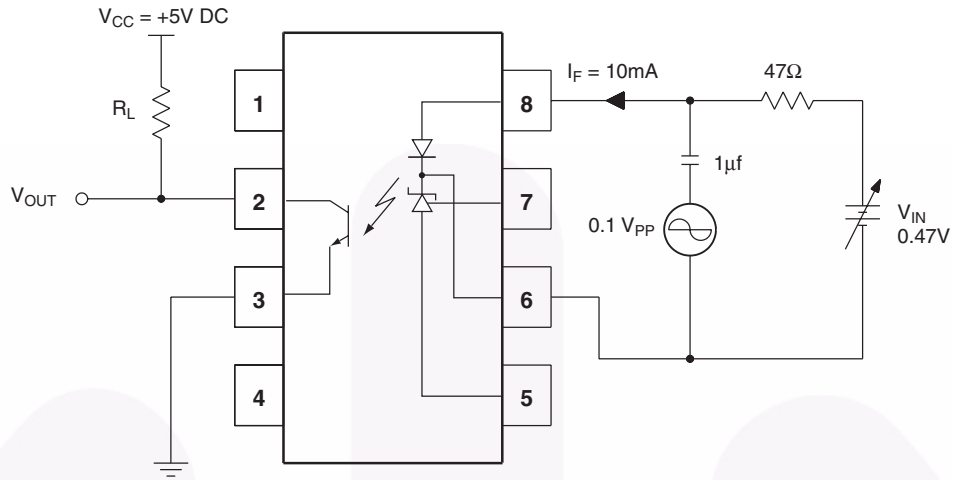 V_CC = +5V DC
R_L
V_OUT
1
2
3
4
8
7
6
5
I_F = 10mA
47Ω
1μf
0.1 V_PP
V_IN
0.47V